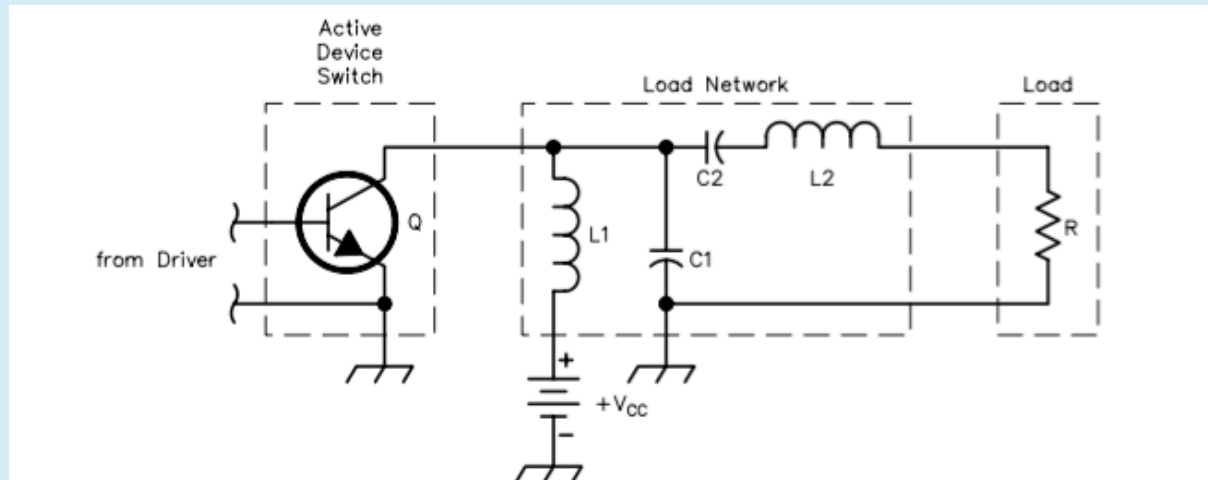 Active
Device
Switch
Load Network
Load
C2
L2
Q
L1
R
from Driver
C1
+
+VCC
−